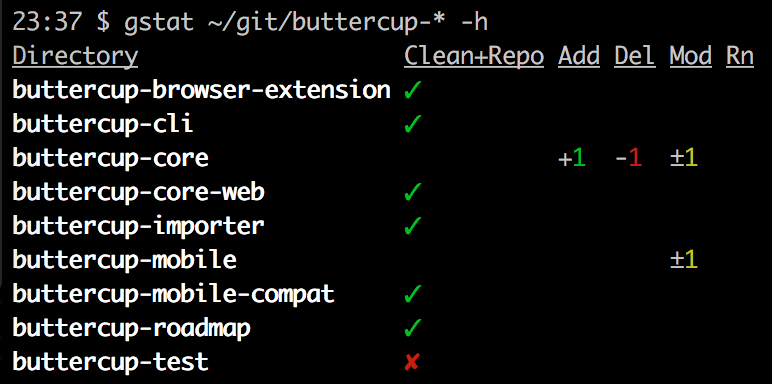 23:37 $ gstat ~/git/buttercup-* -h
Directory Clean+Repo Add Del Mod Rn
buttercup-browser-extension ✓
buttercup-cli ✓
buttercup-core +1 -1 ±1
buttercup-core-web ✓
buttercup-importer ✓
buttercup-mobile ±1
buttercup-mobile-compat ✓
buttercup-roadmap ✓
buttercup-test ✘